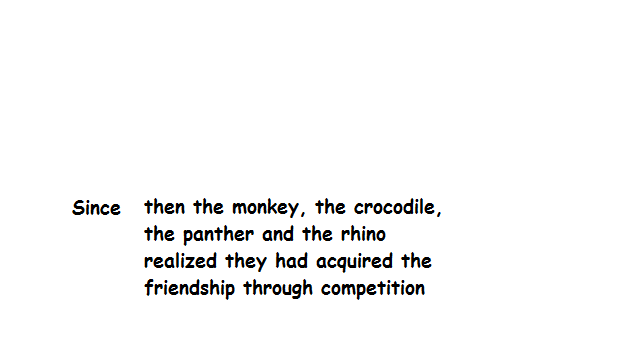 Since then the monkey, the crocodile,
the panther and the rhino
realized they had acquired the
friendship through competition